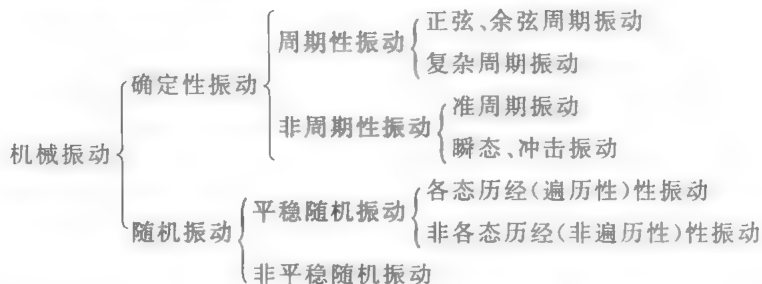 正弦、余弦周期振动
周期性振动
复杂周期振动
确定性振动
准周期振动
非周期性振动
瞬态、冲击振动
机械振动
各态历经(遍历性)性振动
平稳随机振动
非各态历经(非遍历性)性振动
随机振动
非平稳随机振动